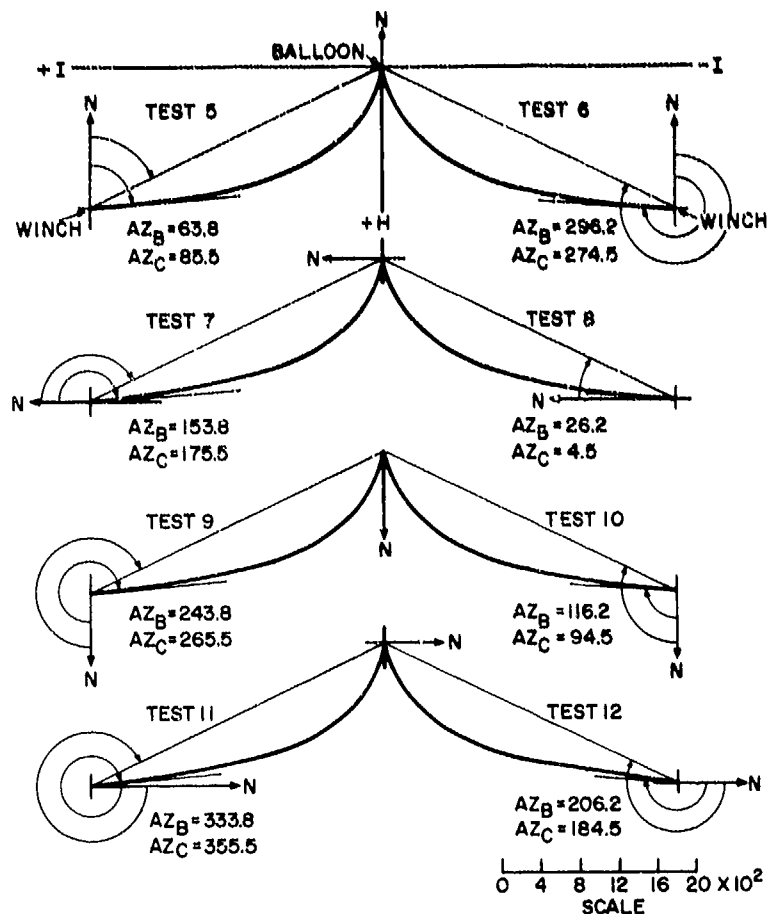 N
BALLOON
+I
-I
N
TEST 5
TEST 6
N
WINCH
+H
WINCH
AZB=63.8
AZC=85.5
AZB=296.2
AZC=274.5
N
TEST 7
TEST 8
N
N
AZB=153.8
AZC=175.5
AZB=26.2
AZC=4.5
TEST 9
TEST 10
N
AZB=243.8
AZC=265.5
AZB=116.2
AZC=94.5
N
N
N
TEST 11
TEST 12
N
N
AZB=333.8
AZC=355.5
AZB=206.2
AZC=184.5
0 4 8 12 16 20 X10²
SCALE